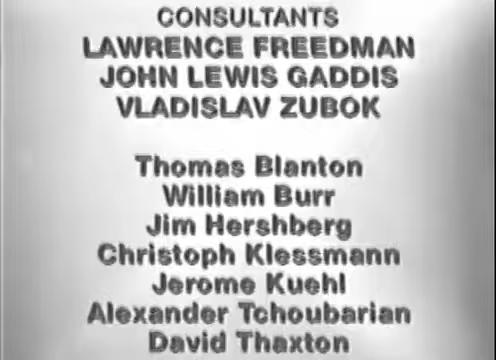 CONSULTANTS
LAWRENCE FREEDMAN
JOHN LEWIS GADDIS
VLADISLAV ZUBOK
Thomas Blanton
William Burr
Jim Hershberg
Christoph Klessmann
Jerome Kuehl
Alexander Tchoubarian
David Thaxton